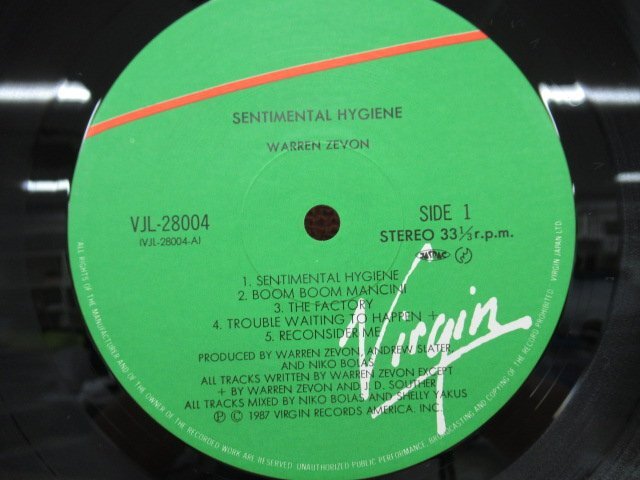 SENTIMENTAL HYGIENE
WARREN ZEVON
VJL-28004
(VJL-28004-A)
SIDE 1
STEREO 33⅓r.p.m.
JASRAC
1. SENTIMENTAL HYGIENE
2. BOOM BOOM MANCINI
3. THE FACTORY
4. TROUBLE WAITING TO HAPPEN +
5. RECONSIDER ME
PRODUCED BY WARREN ZEVON, ANDREW SLATER,
AND NIKO BOLAS
ALL TRACKS WRITTEN BY WARREN ZEVON EXCEPT
+ BY WARREN ZEVON AND J. D. SOUTHER
ALL TRACKS MIXED BY NIKO BOLAS AND SHELLY YAKUS
℗ © 1987 VIRGIN RECORDS AMERICA, INC.
Virgin
ALL RIGHTS OF THE MANUFACTURER AND OF THE OWNER OF THE RECORDED WORK ARE RESERVED. UNAUTHORIZED PUBLIC PERFORMANCE, BROADCASTING AND COPYING OF THE RECORD PROHIBITED. VIRGIN JAPAN LTD.